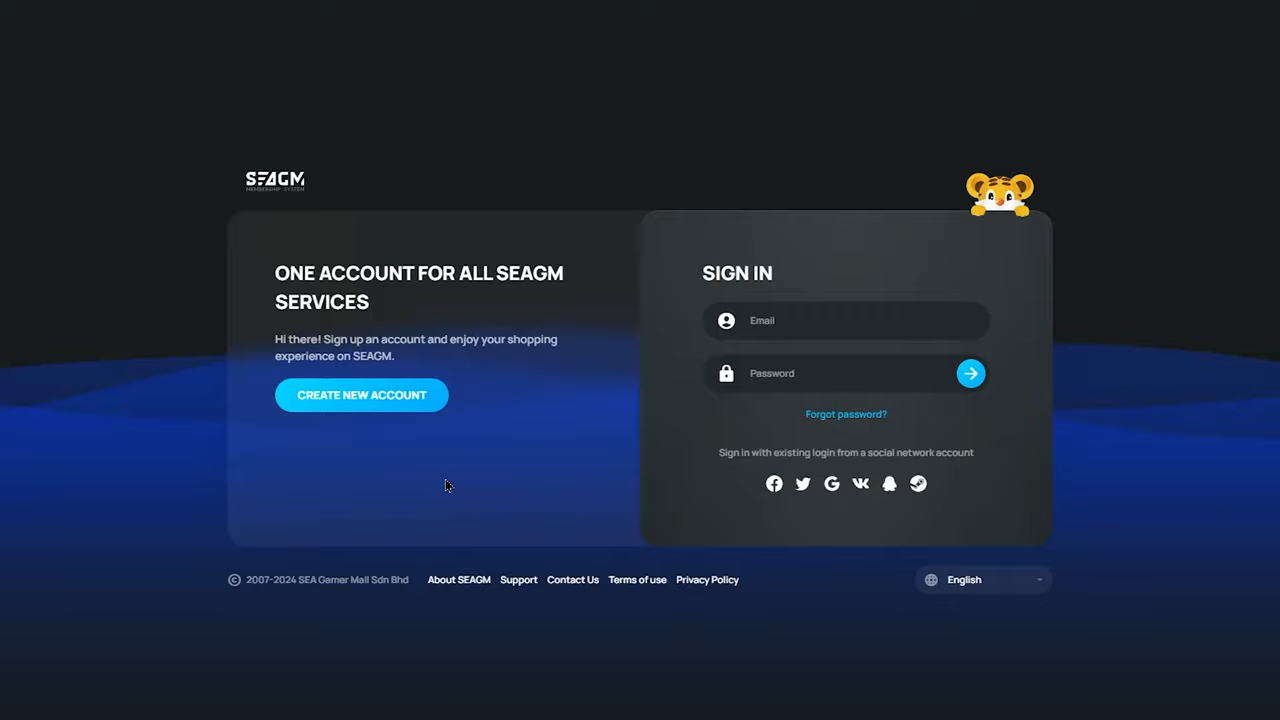 SEAGM
MEMBERSHIP SYSTEM
ONE ACCOUNT FOR ALL SEAGM
SERVICES
Hi there! Sign up an account and enjoy your shopping
experience on SEAGM.
CREATE NEW ACCOUNT
SIGN IN
Email
Password
Forgot password?
Sign in with existing login from a social network account
© 2007-2024 SEA Gamer Mall Sdn Bhd
About SEAGM Support Contact Us Terms of use Privacy Policy
English